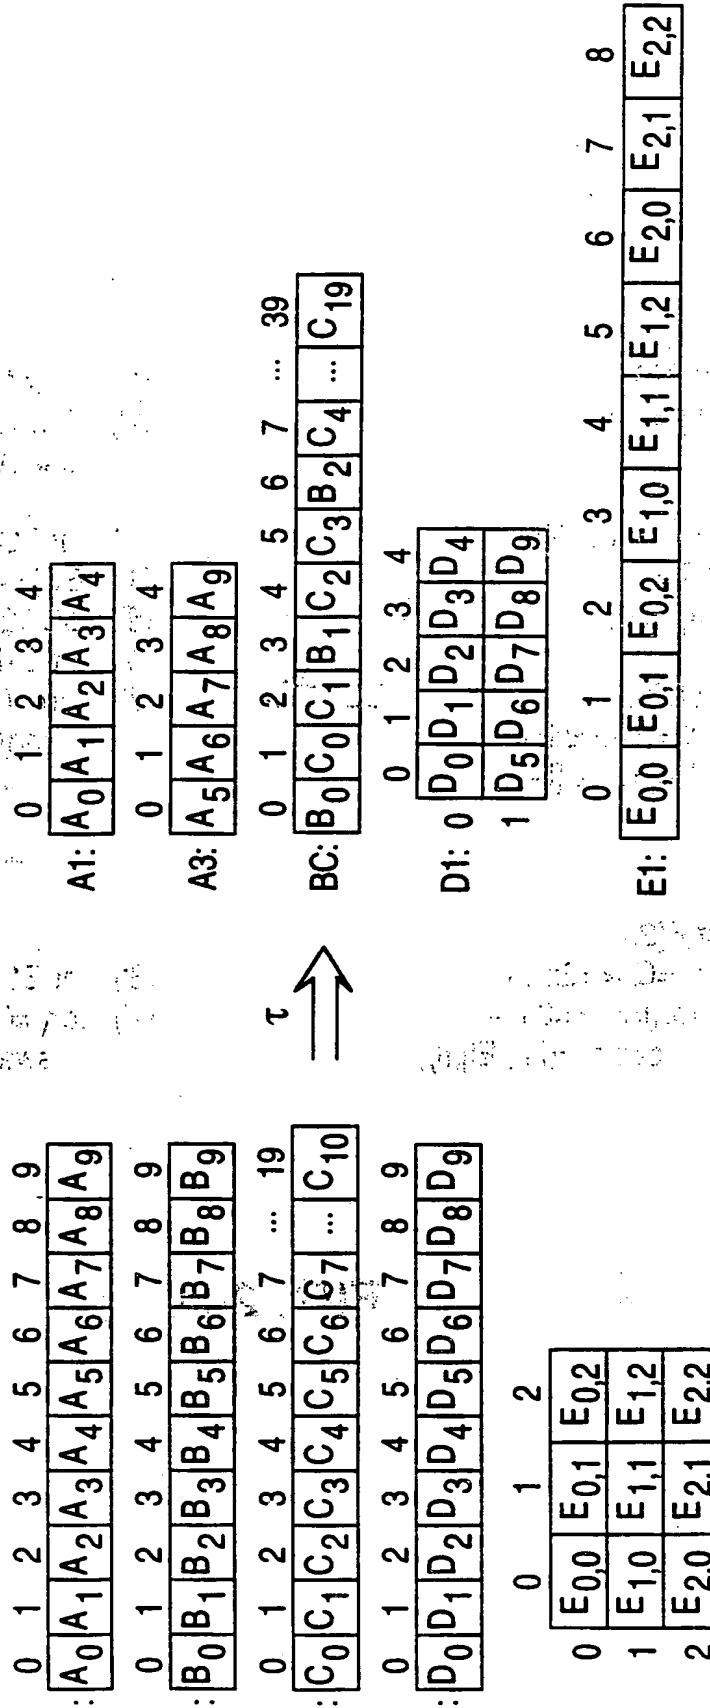 0 1 2 3 4 5 6 7 8 9
: A0 A1 A2 A3 A4 A5 A6 A7 A8 A9
0 1 2 3 4 5 6 7 8 9
: B0 B1 B2 B3 B4 B5 B6 B7 B8 B9
0 1 2 3 4 5 6 7 ... 19
: C0 C1 C2 C3 C4 C5 C6 C7 ... C10
0 1 2 3 4 5 6 7 8 9
: D0 D1 D2 D3 D4 D5 D6 D7 D8 D9
0 1 2
0 E0,0 E0,1 E0,2
1 E1,0 E1,1 E1,2
2 E2,0 E2,1 E2,2
τ
0 1 2 3 4
A1: A0 A1 A2 A3 A4
0 1 2 3 4
A3: A5 A6 A7 A8 A9
0 1 2 3 4 5 6 7 ... 39
BC: B0 C0 C1 B1 C2 C3 B2 C4 ... C19
0 1 2 3 4
D1: 0 D0 D1 D2 D3 D4
1 D5 D6 D7 D8 D9
0 1 2 3 4 5 6 7 8
E1: E0,0 E0,1 E0,2 E1,0 E1,1 E1,2 E2,0 E2,1 E2,2